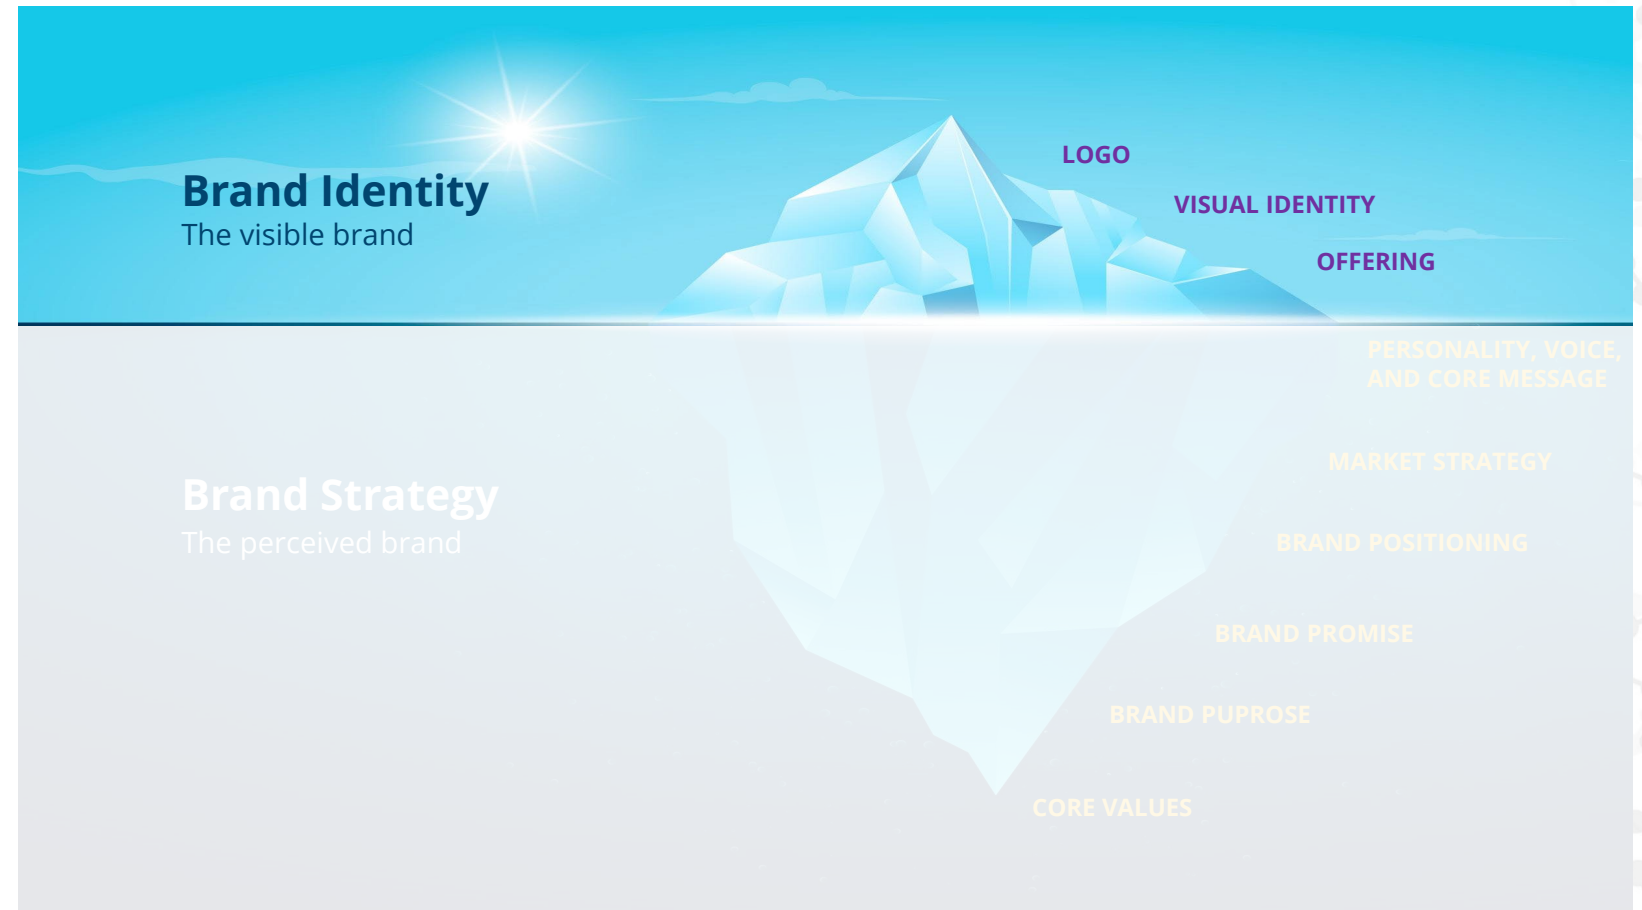 Brand Identity
The visible brand
LOGO
VISUAL IDENTITY
OFFERING
PERSONALITY, VOICE,
AND CORE MESSAGE
MARKET STRATEGY
Brand Strategy
The perceived brand
BRAND POSITIONING
BRAND PROMISE
BRAND PUPROSE
CORE VALUES